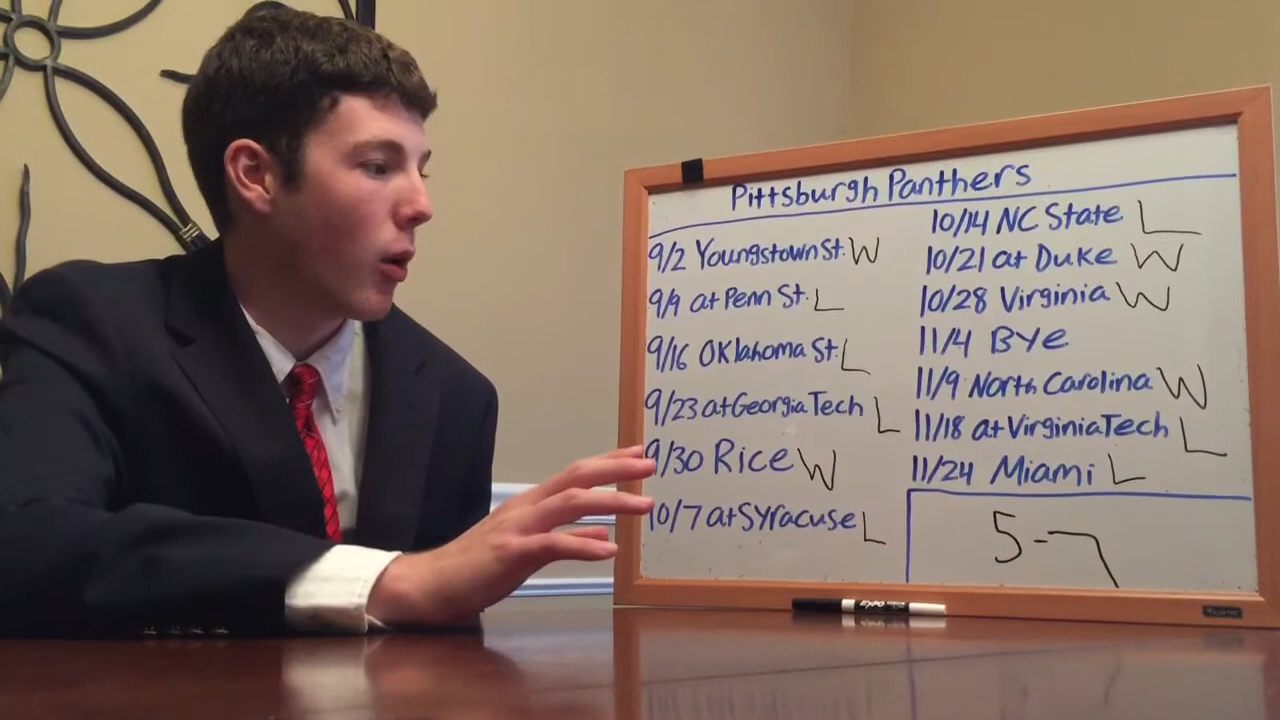 Pittsburgh Panthers
9/2 Youngstown St. W
9/9 at Penn St. L
9/16 Oklahoma St. L
9/23 at Georgia Tech L
9/30 Rice W
10/7 at Syracuse L
10/14 NC State L
10/21 at Duke W
10/28 Virginia W
11/4 Bye
11/9 North Carolina W
11/18 at Virginia Tech L
11/24 Miami L
5-7
EXPO